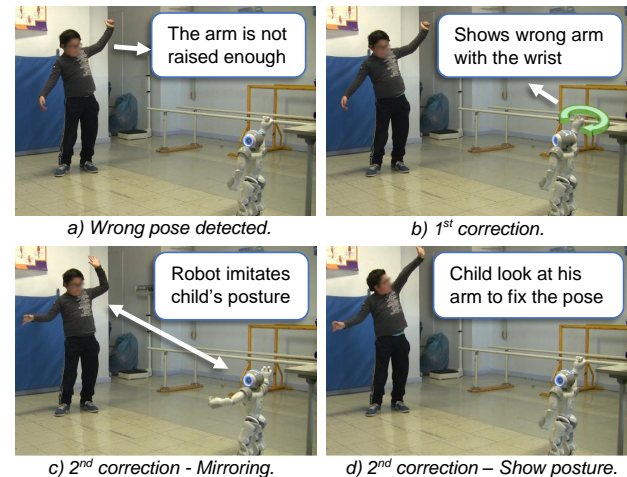 The arm is not
raised enough
Shows wrong arm
with the wrist
a) Wrong pose detected.
b) 1st correction.
Robot imitates
child's posture
Child look at his
arm to fix the pose
c) 2nd correction - Mirroring.
d) 2nd correction – Show posture.